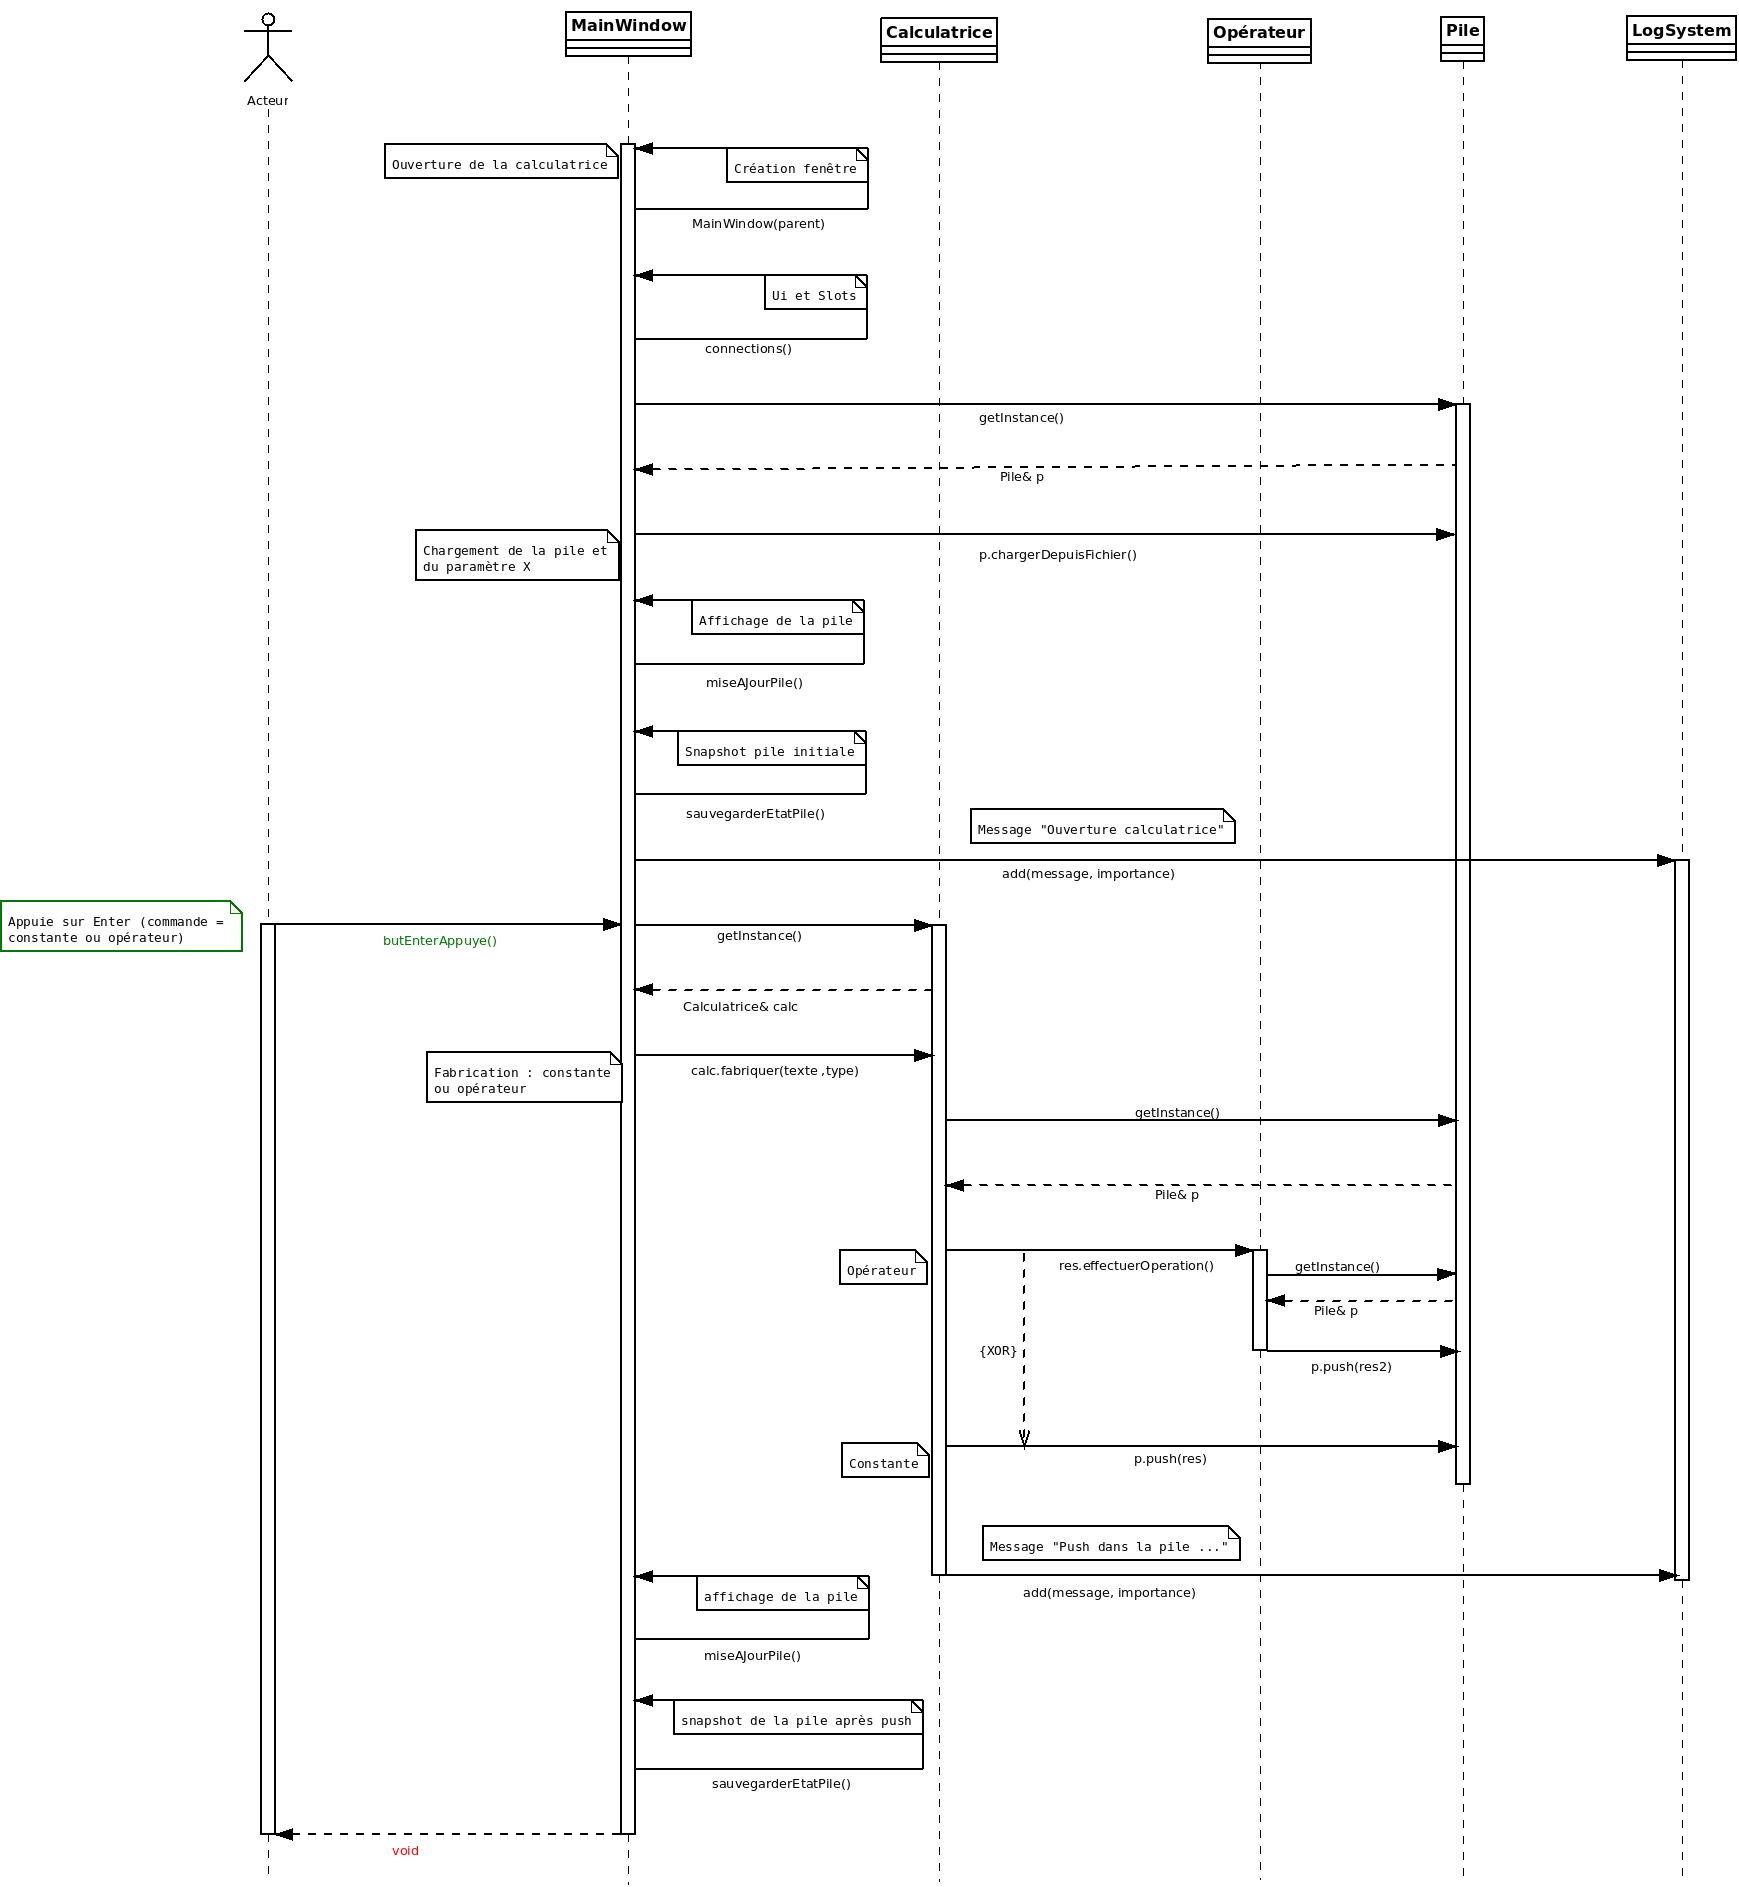 MainWindow
Calculatrice
Opérateur
Pile
LogSystem
Acteur
Ouverture de la calculatrice
Création fenêtre
MainWindow(parent)
Ui et Slots
connections()
getInstance()
Pile& p
Chargement de la pile et
du paramètre X
p.chargerDepuisFichier()
Affichage de la pile
miseAJourPile()
Snapshot pile initiale
sauvegarderEtatPile()
Message "Ouverture calculatrice"
add(message, importance)
Appuie sur Enter (commande =
constante ou opérateur)
butEnterAppuye()
getInstance()
Calculatrice& calc
Fabrication : constante
ou opérateur
calc.fabriquer(texte ,type)
getInstance()
Pile& p
Opérateur
res.effectuerOperation()
getInstance()
Pile& p
{XOR}
p.push(res2)
Constante
p.push(res)
Message "Push dans la pile ..."
add(message, importance)
affichage de la pile
miseAJourPile()
snapshot de la pile après push
sauvegarderEtatPile()
void